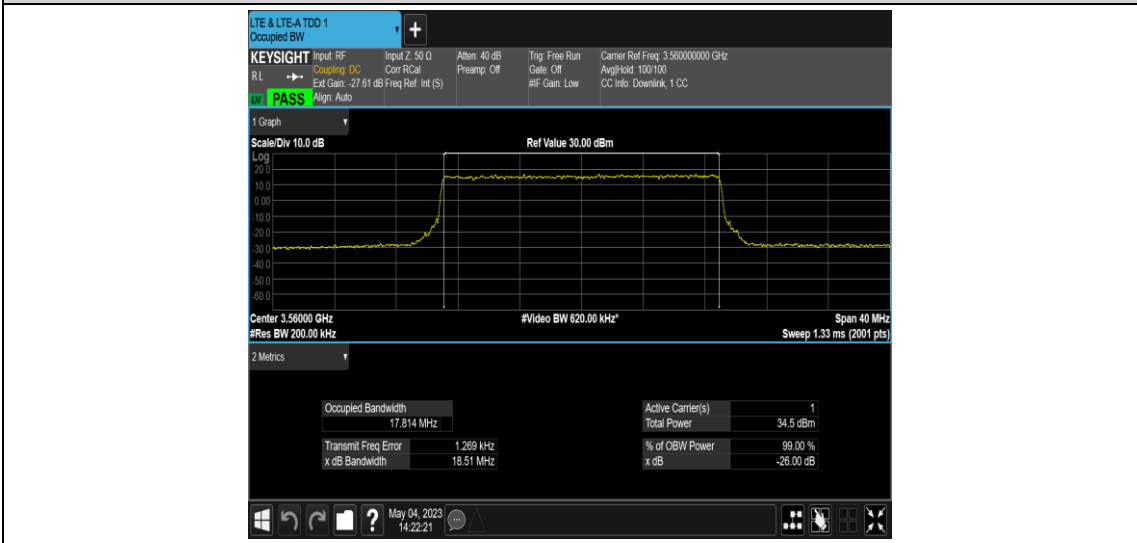 LTE & LTE-A TDD 1
Occupied BW
KEYSIGHT
R L
LXI
PASS
Input: RF
Coupling: DC
Ext Gain: -27.61 dB
Align: Auto
Input Z: 50 Ω
Corr RCal
Freq Ref: Int (S)
Atten: 40 dB
Preamp: Off
Trig: Free Run
Gate: Off
#IF Gain: Low
Carrier Ref Freq: 3.560000000 GHz
Avg|Hold: 100/100
CC Info: Downlink, 1 CC
1 Graph
Scale/Div 10.0 dB
Ref Value 30.00 dBm
Log
20.0
10.0
0.00
-10.0
-20.0
-30.0
-40.0
-50.0
-60.0
Center 3.56000 GHz
#Video BW 620.00 kHz*
Span 40 MHz
#Res BW 200.00 kHz
Sweep 1.33 ms (2001 pts)
2 Metrics
Occupied Bandwidth
17.814 MHz
Active Carrier(s) 1
Total Power 34.5 dBm
Transmit Freq Error 1.269 kHz
% of OBW Power 99.00 %
x dB Bandwidth 18.51 MHz
x dB -26.00 dB
May 04, 2023
14:22:21